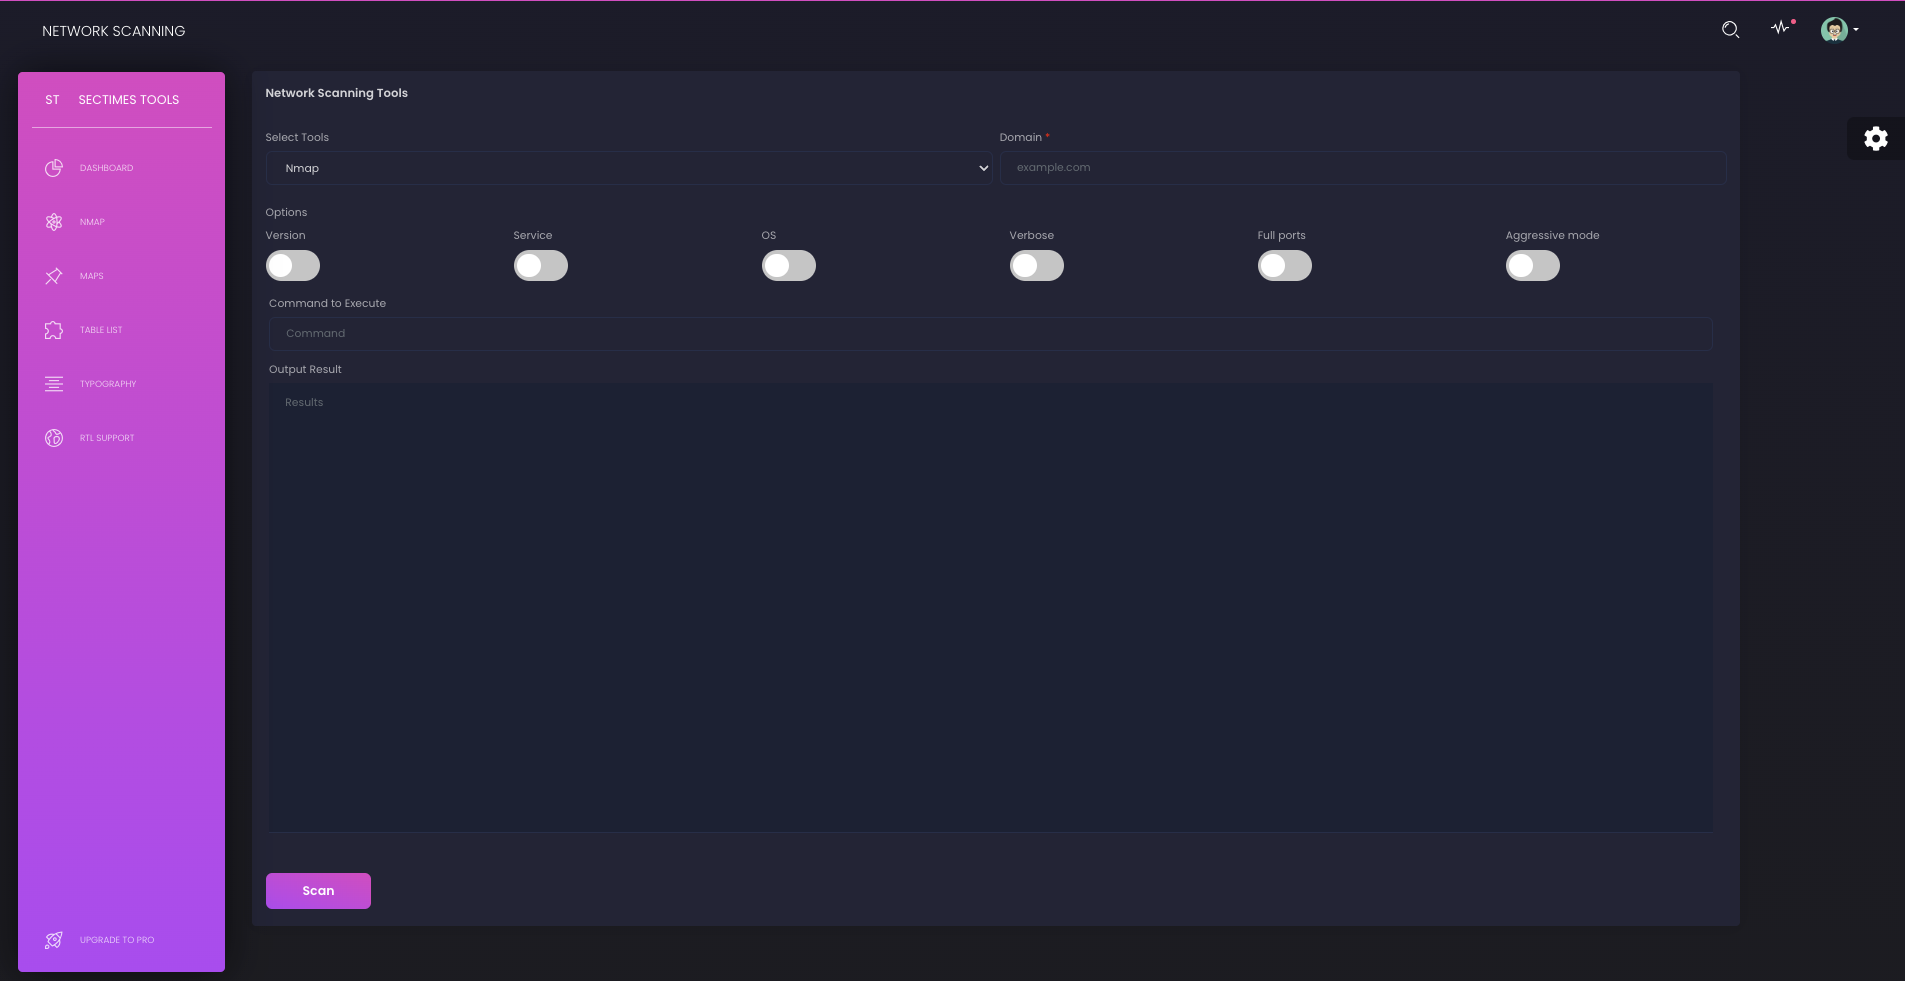 NETWORK SCANNING
ST SECTIMES TOOLS
DASHBOARD
NMAP
MAPS
TABLE LIST
TYPOGRAPHY
RTL SUPPORT
UPGRADE TO PRO
Network Scanning Tools
Select Tools
Nmap
Domain *
example.com
Options
Version
Service
OS
Verbose
Full ports
Aggressive mode
Command to Execute
Command
Output Result
Results
Scan